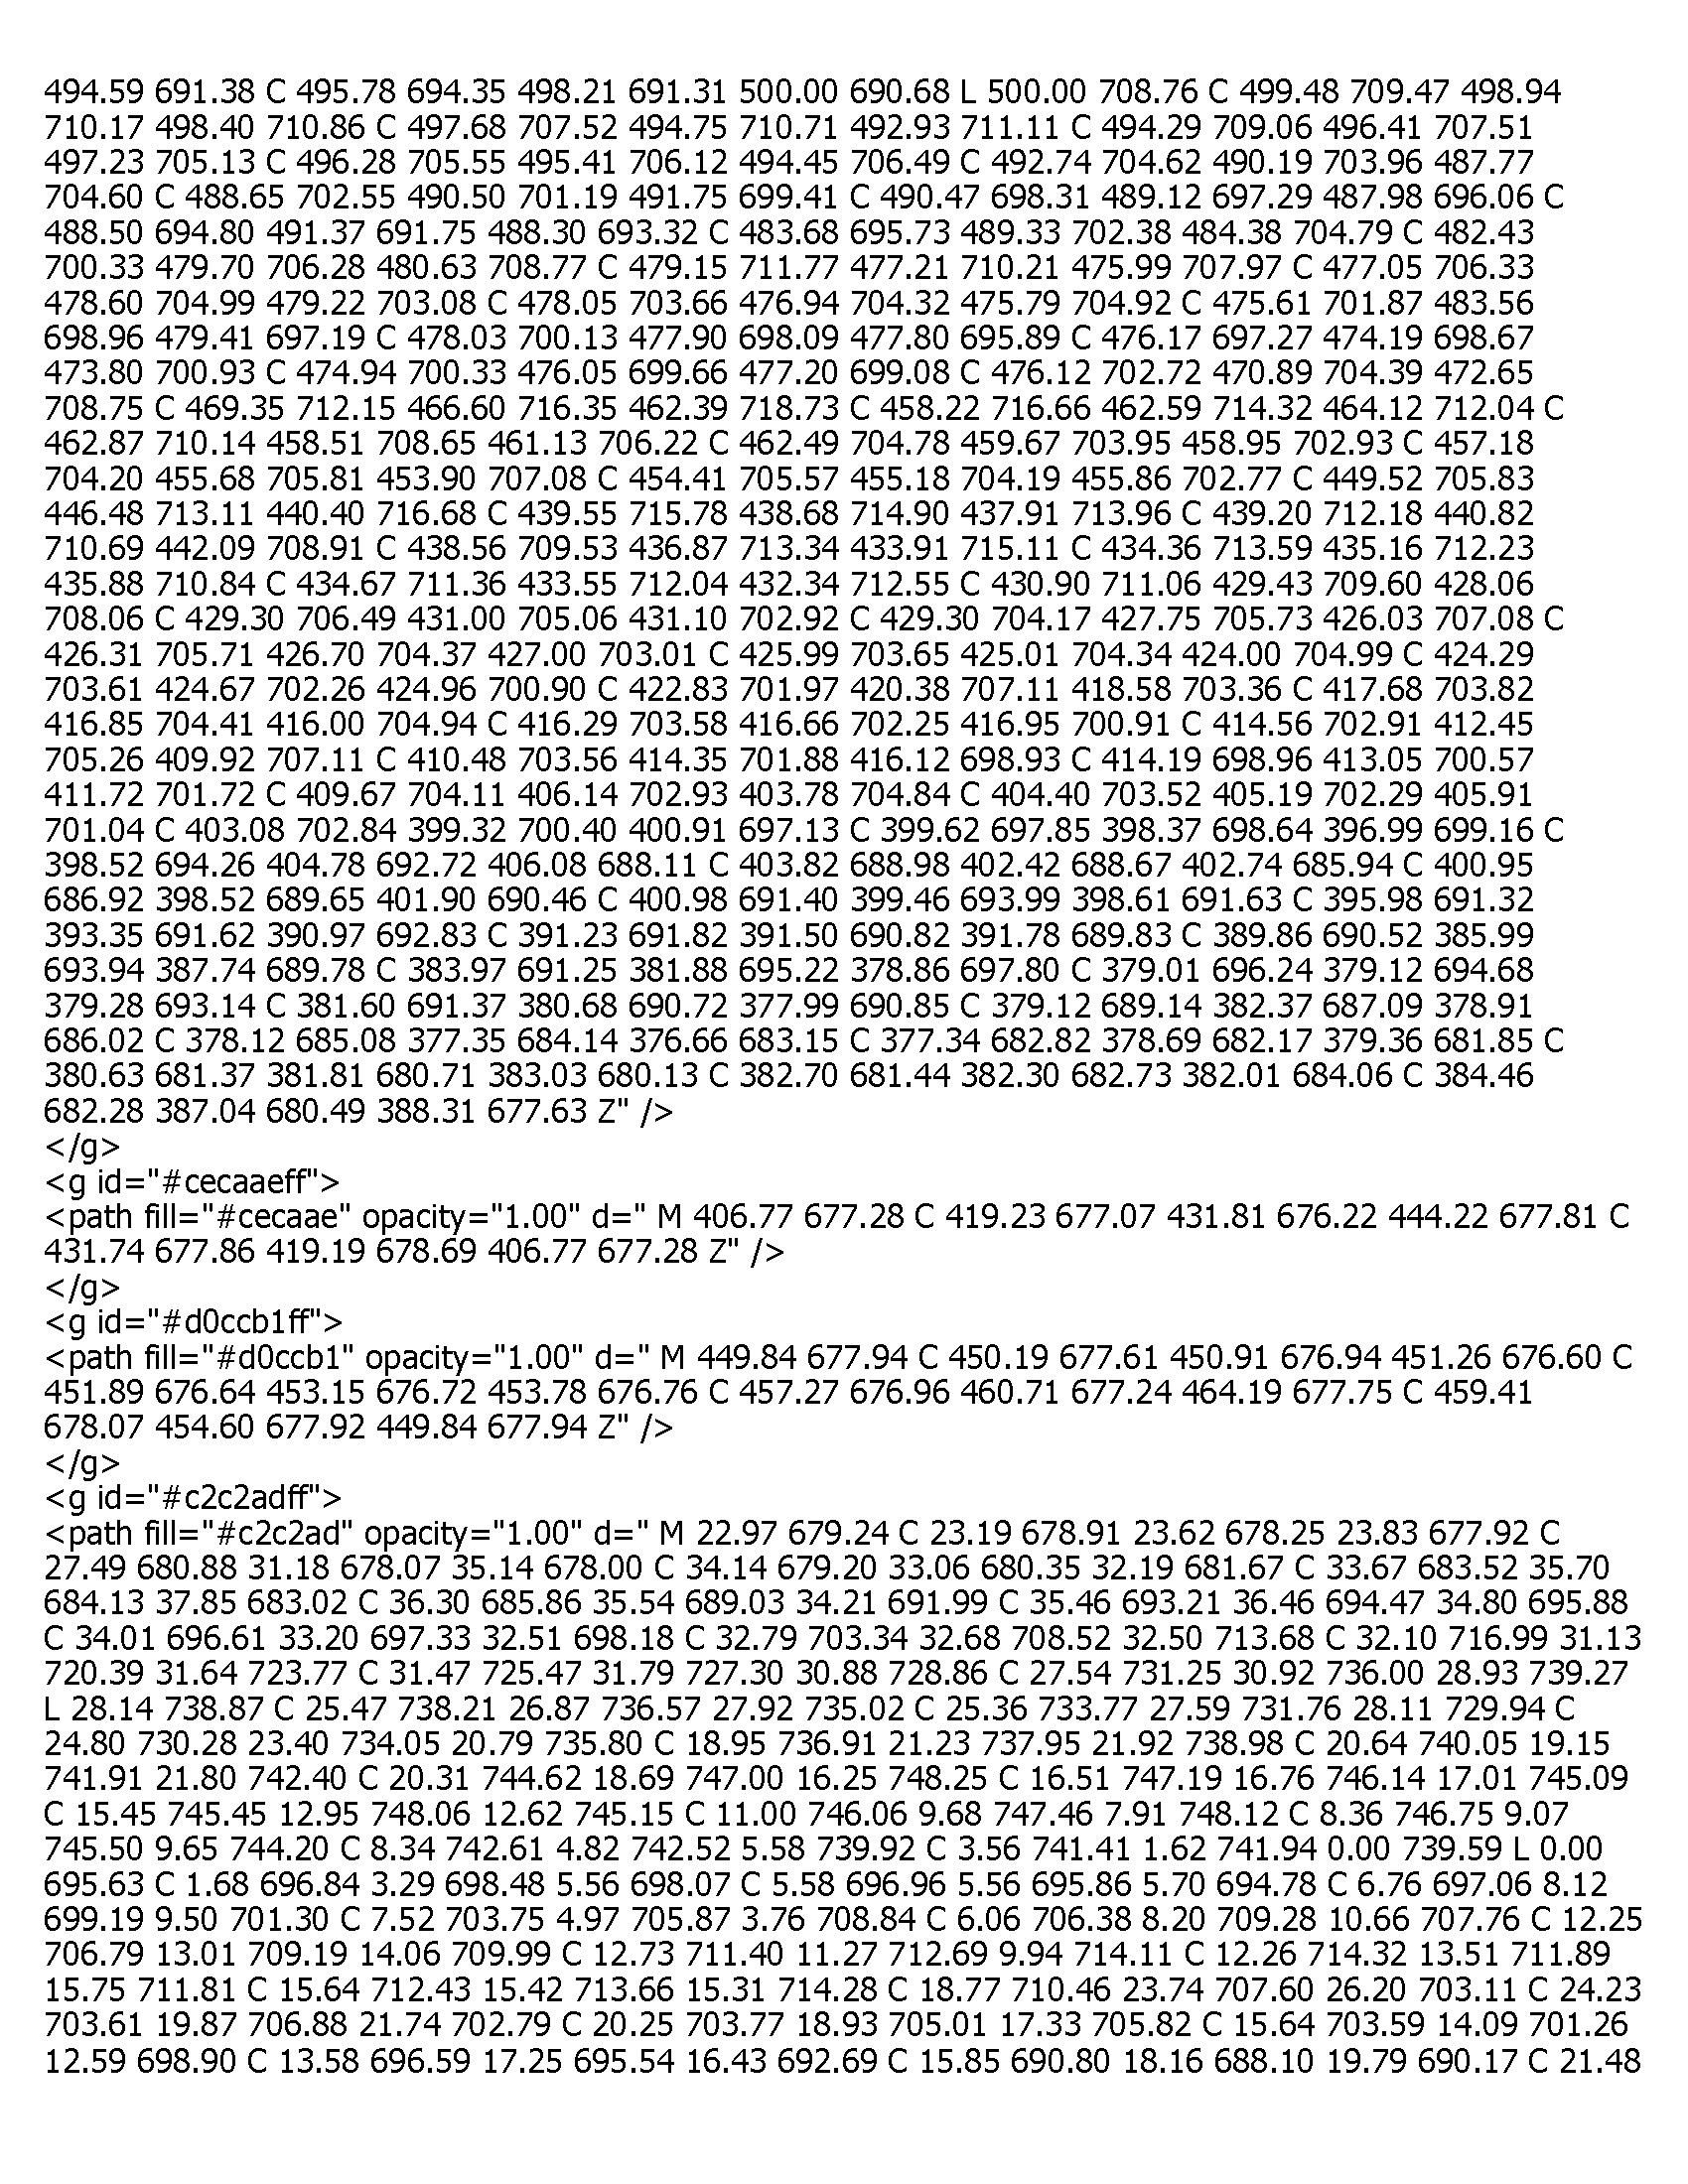 494.59 691.38 C 495.78 694.35 498.21 691.31 500.00 690.68 L 500.00 708.76 C 499.48 709.47 498.94
710.17 498.40 710.86 C 497.68 707.52 494.75 710.71 492.93 711.11 C 494.29 709.06 496.41 707.51
497.23 705.13 C 496.28 705.55 495.41 706.12 494.45 706.49 C 492.74 704.62 490.19 703.96 487.77
704.60 C 488.65 702.55 490.50 701.19 491.75 699.41 C 490.47 698.31 489.12 697.29 487.98 696.06 C
488.50 694.80 491.37 691.75 488.30 693.32 C 483.68 695.73 489.33 702.38 484.38 704.79 C 482.43
700.33 479.70 706.28 480.63 708.77 C 479.15 711.77 477.21 710.21 475.99 707.97 C 477.05 706.33
478.60 704.99 479.22 703.08 C 478.05 703.66 476.94 704.32 475.79 704.92 C 475.61 701.87 483.56
698.96 479.41 697.19 C 478.03 700.13 477.90 698.09 477.80 695.89 C 476.17 697.27 474.19 698.67
473.80 700.93 C 474.94 700.33 476.05 699.66 477.20 699.08 C 476.12 702.72 470.89 704.39 472.65
708.75 C 469.35 712.15 466.60 716.35 462.39 718.73 C 458.22 716.66 462.59 714.32 464.12 712.04 C
462.87 710.14 458.51 708.65 461.13 706.22 C 462.49 704.78 459.67 703.95 458.95 702.93 C 457.18
704.20 455.68 705.81 453.90 707.08 C 454.41 705.57 455.18 704.19 455.86 702.77 C 449.52 705.83
446.48 713.11 440.40 716.68 C 439.55 715.78 438.68 714.90 437.91 713.96 C 439.20 712.18 440.82
710.69 442.09 708.91 C 438.56 709.53 436.87 713.34 433.91 715.11 C 434.36 713.59 435.16 712.23
435.88 710.84 C 434.67 711.36 433.55 712.04 432.34 712.55 C 430.90 711.06 429.43 709.60 428.06
708.06 C 429.30 706.49 431.00 705.06 431.10 702.92 C 429.30 704.17 427.75 705.73 426.03 707.08 C
426.31 705.71 426.70 704.37 427.00 703.01 C 425.99 703.65 425.01 704.34 424.00 704.99 C 424.29
703.61 424.67 702.26 424.96 700.90 C 422.83 701.97 420.38 707.11 418.58 703.36 C 417.68 703.82
416.85 704.41 416.00 704.94 C 416.29 703.58 416.66 702.25 416.95 700.91 C 414.56 702.91 412.45
705.26 409.92 707.11 C 410.48 703.56 414.35 701.88 416.12 698.93 C 414.19 698.96 413.05 700.57
411.72 701.72 C 409.67 704.11 406.14 702.93 403.78 704.84 C 404.40 703.52 405.19 702.29 405.91
701.04 C 403.08 702.84 399.32 700.40 400.91 697.13 C 399.62 697.85 398.37 698.64 396.99 699.16 C
398.52 694.26 404.78 692.72 406.08 688.11 C 403.82 688.98 402.42 688.67 402.74 685.94 C 400.95
686.92 398.52 689.65 401.90 690.46 C 400.98 691.40 399.46 693.99 398.61 691.63 C 395.98 691.32
393.35 691.62 390.97 692.83 C 391.23 691.82 391.50 690.82 391.78 689.83 C 389.86 690.52 385.99
693.94 387.74 689.78 C 383.97 691.25 381.88 695.22 378.86 697.80 C 379.01 696.24 379.12 694.68
379.28 693.14 C 381.60 691.37 380.68 690.72 377.99 690.85 C 379.12 689.14 382.37 687.09 378.91
686.02 C 378.12 685.08 377.35 684.14 376.66 683.15 C 377.34 682.82 378.69 682.17 379.36 681.85 C
380.63 681.37 381.81 680.71 383.03 680.13 C 382.70 681.44 382.30 682.73 382.01 684.06 C 384.46
682.28 387.04 680.49 388.31 677.63 Z" />
</g>
<g id="#cecaaeff">
<path fill="#cecaae" opacity="1.00" d=" M 406.77 677.28 C 419.23 677.07 431.81 676.22 444.22 677.81 C
431.74 677.86 419.19 678.69 406.77 677.28 Z" />
</g>
<g id="#d0ccb1ff">
<path fill="#d0ccb1" opacity="1.00" d=" M 449.84 677.94 C 450.19 677.61 450.91 676.94 451.26 676.60 C
451.89 676.64 453.15 676.72 453.78 676.76 C 457.27 676.96 460.71 677.24 464.19 677.75 C 459.41
678.07 454.60 677.92 449.84 677.94 Z" />
</g>
<g id="#c2c2adff">
<path fill="#c2c2ad" opacity="1.00" d=" M 22.97 679.24 C 23.19 678.91 23.62 678.25 23.83 677.92 C
27.49 680.88 31.18 678.07 35.14 678.00 C 34.14 679.20 33.06 680.35 32.19 681.67 C 33.67 683.52 35.70
684.13 37.85 683.02 C 36.30 685.86 35.54 689.03 34.21 691.99 C 35.46 693.21 36.46 694.47 34.80 695.88
C 34.01 696.61 33.20 697.33 32.51 698.18 C 32.79 703.34 32.68 708.52 32.50 713.68 C 32.10 716.99 31.13
720.39 31.64 723.77 C 31.47 725.47 31.79 727.30 30.88 728.86 C 27.54 731.25 30.92 736.00 28.93 739.27
L 28.14 738.87 C 25.47 738.21 26.87 736.57 27.92 735.02 C 25.36 733.77 27.59 731.76 28.11 729.94 C
24.80 730.28 23.40 734.05 20.79 735.80 C 18.95 736.91 21.23 737.95 21.92 738.98 C 20.64 740.05 19.15
741.91 21.80 742.40 C 20.31 744.62 18.69 747.00 16.25 748.25 C 16.51 747.19 16.76 746.14 17.01 745.09
C 15.45 745.45 12.95 748.06 12.62 745.15 C 11.00 746.06 9.68 747.46 7.91 748.12 C 8.36 746.75 9.07
745.50 9.65 744.20 C 8.34 742.61 4.82 742.52 5.58 739.92 C 3.56 741.41 1.62 741.94 0.00 739.59 L 0.00
695.63 C 1.68 696.84 3.29 698.48 5.56 698.07 C 5.58 696.96 5.56 695.86 5.70 694.78 C 6.76 697.06 8.12
699.19 9.50 701.30 C 7.52 703.75 4.97 705.87 3.76 708.84 C 6.06 706.38 8.20 709.28 10.66 707.76 C 12.25
706.79 13.01 709.19 14.06 709.99 C 12.73 711.40 11.27 712.69 9.94 714.11 C 12.26 714.32 13.51 711.89
15.75 711.81 C 15.64 712.43 15.42 713.66 15.31 714.28 C 18.77 710.46 23.74 707.60 26.20 703.11 C 24.23
703.61 19.87 706.88 21.74 702.79 C 20.25 703.77 18.93 705.01 17.33 705.82 C 15.64 703.59 14.09 701.26
12.59 698.90 C 13.58 696.59 17.25 695.54 16.43 692.69 C 15.85 690.80 18.16 688.10 19.79 690.17 C 21.48